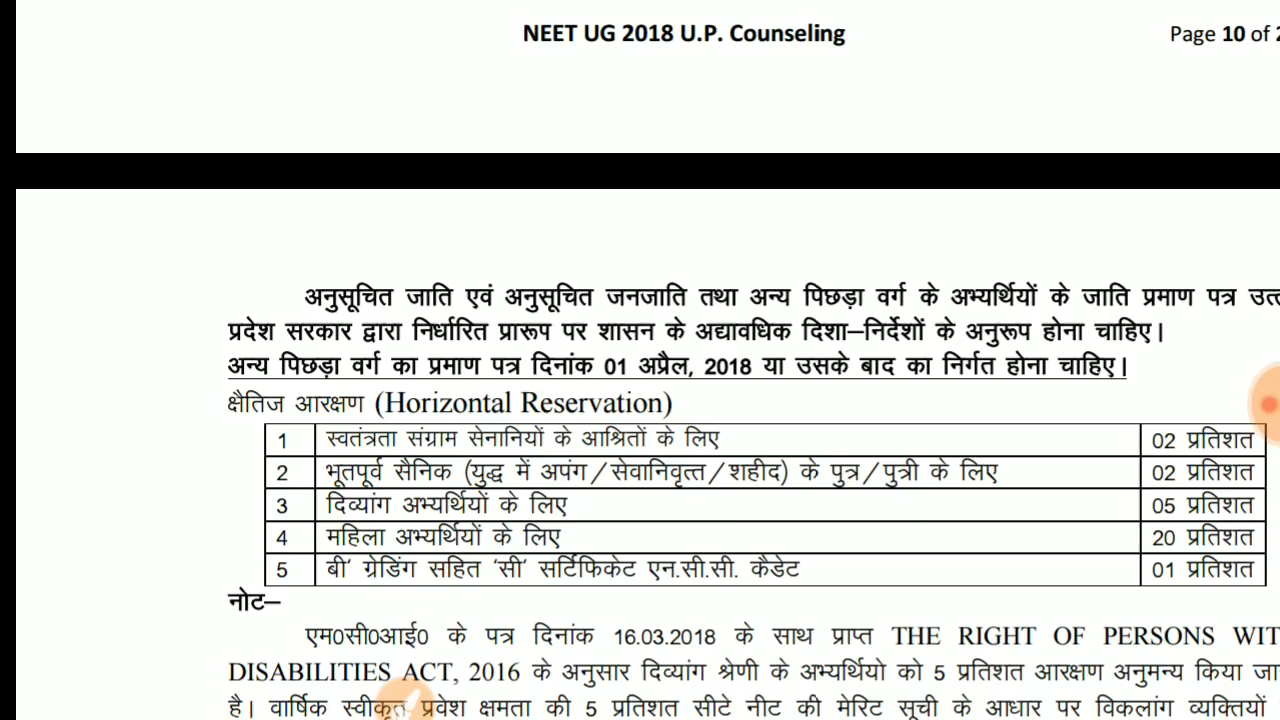 NEET UG 2018 U.P. Counseling Page 10 of
अनुसूचित जाति एवं अनुसूचित जनजाति तथा अन्य पिछड़ा वर्ग के अभ्यर्थियों के जाति प्रमाण पत्र
प्रदेश सरकार द्वारा निर्धारित प्रारूप पर शासन के अद्यावधिक दिशा–निर्देशों के अनुरूप होना चाहिए।
अन्य पिछड़ा वर्ग का प्रमाण पत्र दिनांक 01 अप्रैल, 2018 या उसके बाद का निर्गत होना चाहिए।
क्षैतिज आरक्षण (Horizontal Reservation)
1 स्वतंत्रता संग्राम सेनानियों के आश्रितों के लिए 02 प्रतिशत
2 भूतपूर्व सैनिक (युद्ध में अपंग/सेवानिवृत्त/शहीद) के पुत्र/पुत्री के लिए 02 प्रतिशत
3 दिव्यांग अभ्यर्थियों के लिए 05 प्रतिशत
4 महिला अभ्यर्थियों के लिए 20 प्रतिशत
5 बी' ग्रेडिंग सहित 'सी' सर्टिफिकेट एन.सी.सी. कैडेट 01 प्रतिशत
नोट–
एम0सी0आई0 के पत्र दिनांक 16.03.2018 के साथ प्राप्त THE RIGHT OF PERSONS
DISABILITIES ACT, 2016 के अनुसार दिव्यांग श्रेणी के अभ्यर्थियो को 5 प्रतिशत आरक्षण अनुमन्य किया
है। वार्षिक स्वीकृत प्रवेश क्षमता की 5 प्रतिशत सीटे नीट की मेरिट सूची के आधार पर विकलांग व्यक्तियों